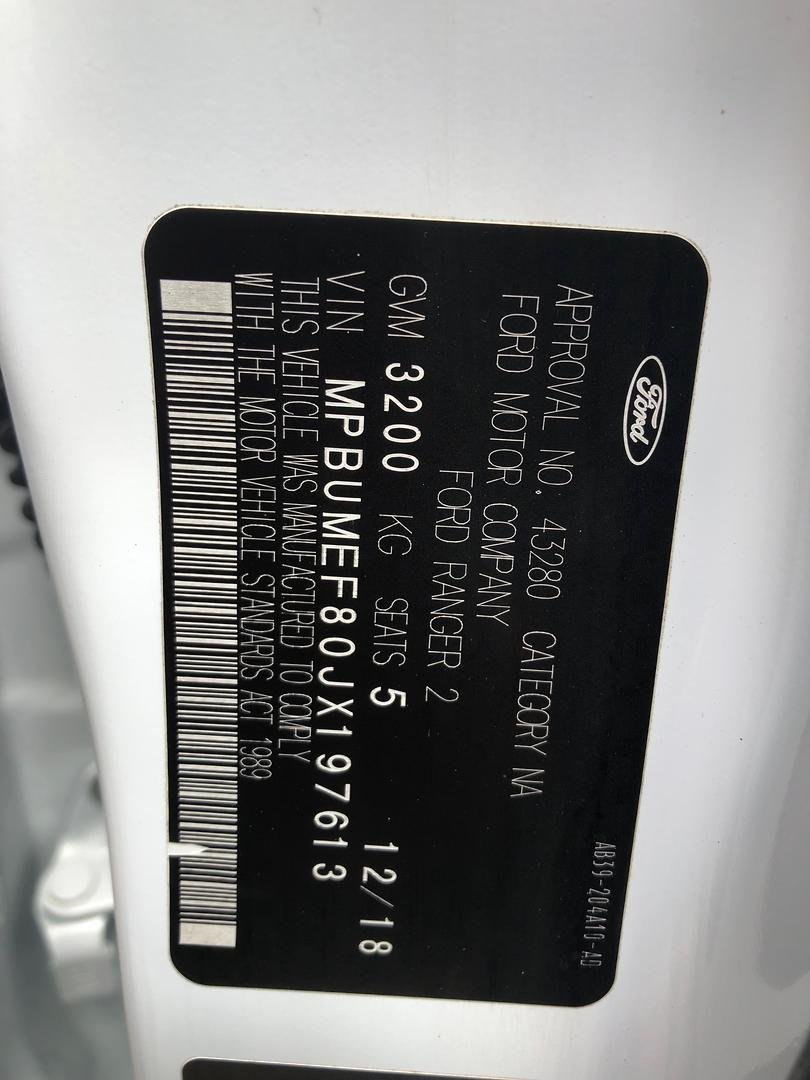 Ford
AB39-204A10-AD
APPROVAL NO. 43280 CATEGORY NA
FORD MOTOR COMPANY
FORD RANGER 2
GVM 3200 KG SEATS 5 12/18
VIN MPBUMEF80JX197613
THIS VEHICLE WAS MANUFACTURED TO COMPLY
WITH THE MOTOR VEHICLE STANDARDS ACT 1989